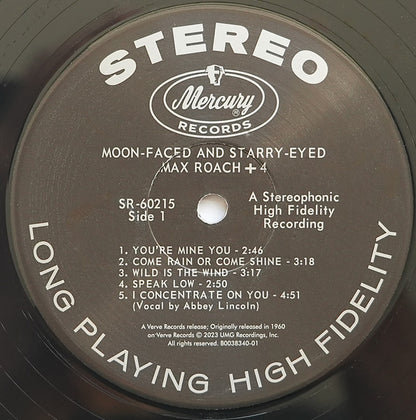 STEREO
Mercury
RECORDS
MOON-FACED AND STARRY-EYED
MAX ROACH + 4
SR-60215
Side 1
A Stereophonic
High Fidelity
Recording
1. YOU'RE MINE YOU - 2:46
2. COME RAIN OR COME SHINE - 3:18
3. WILD IS THE WIND - 3:17
4. SPEAK LOW - 2:50
5. I CONCENTRATE ON YOU - 4:51
(Vocal by Abbey Lincoln)
A Verve Records release; Originally released in 1960
on Verve Records © 2023 UMG Recordings, Inc.
All rights reserved. B0038340-01
LONG PLAYING HIGH FIDELITY